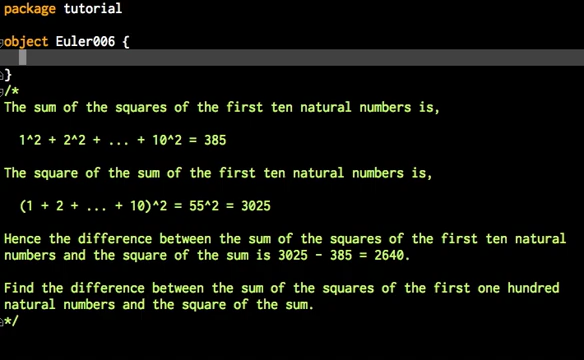 package tutorial
object Euler006 {
}
/*
The sum of the squares of the first ten natural numbers is,
1^2 + 2^2 + ... + 10^2 = 385
The square of the sum of the first ten natural numbers is,
(1 + 2 + ... + 10)^2 = 55^2 = 3025
Hence the difference between the sum of the squares of the first ten natural
numbers and the square of the sum is 3025 - 385 = 2640.
Find the difference between the sum of the squares of the first one hundred
natural numbers and the square of the sum.
*/